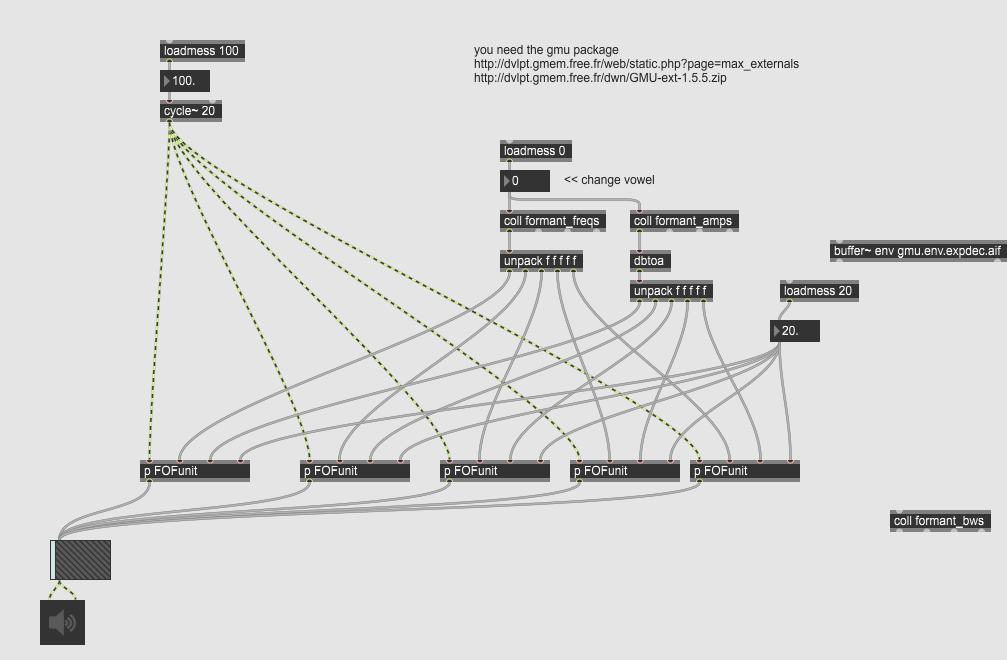 loadmess 100
100.
cycle~ 20
you need the gmu package
http://dvlpt.gmem.free.fr/web/static.php?page=max_externals
http://dvlpt.gmem.free.fr/dwn/GMU-ext-1.5.5.zip
loadmess 0
0
<< change vowel
coll formant_freqs
coll formant_amps
unpack f f f f f
dbtoa
unpack f f f f f
buffer~ env gmu.env.expdec.aif
loadmess 20
20.
p FOFunit
p FOFunit
p FOFunit
p FOFunit
p FOFunit
coll formant_bws